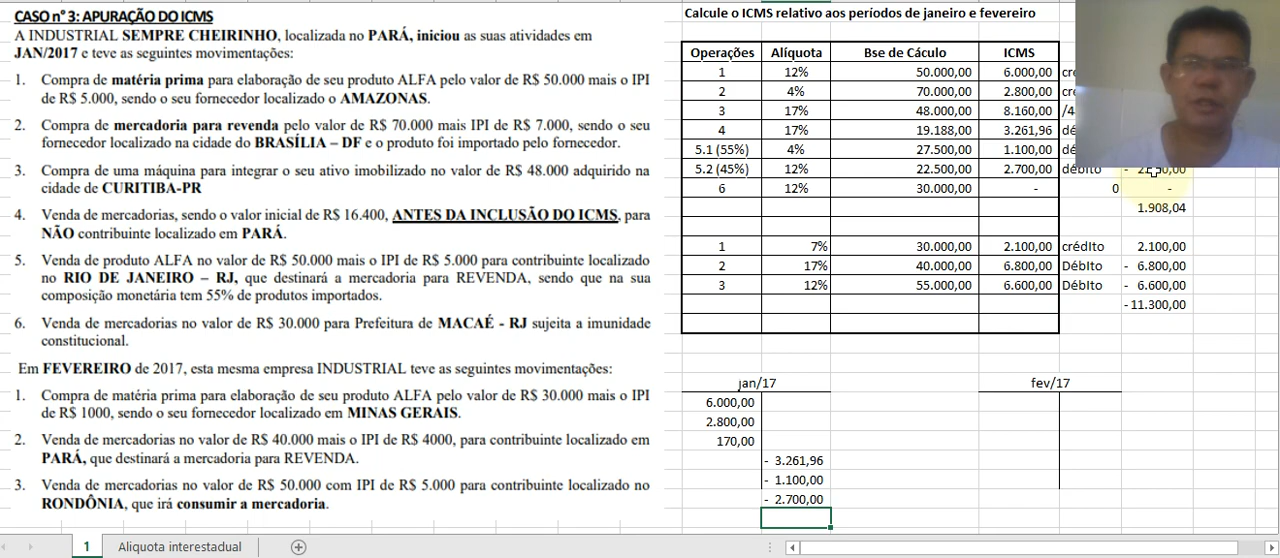 CASO nº 3: APURAÇÃO DO ICMS
A INDUSTRIAL SEMPRE CHEIRINHO, localizada no PARÁ, iniciou as suas atividades em
JAN/2017 e teve as seguintes movimentações:
1. Compra de matéria prima para elaboração de seu produto ALFA pelo valor de R$ 50.000 mais o IPI
de R$ 5.000, sendo o seu fornecedor localizado o AMAZONAS.
2. Compra de mercadoria para revenda pelo valor de R$ 70.000 mais IPI de R$ 7.000, sendo o seu
fornecedor localizado na cidade do BRASÍLIA – DF e o produto foi importado pelo fornecedor.
3. Compra de uma máquina para integrar o seu ativo imobilizado no valor de R$ 48.000 adquirido na
cidade de CURITIBA-PR
4. Venda de mercadorias, sendo o valor inicial de R$ 16.400, ANTES DA INCLUSÃO DO ICMS, para
NÃO contribuinte localizado em PARÁ.
5. Venda de produto ALFA no valor de R$ 50.000 mais o IPI de R$ 5.000 para contribuinte localizado
no RIO DE JANEIRO – RJ, que destinará a mercadoria para REVENDA, sendo que na sua
composição monetária tem 55% de produtos importados.
6. Venda de mercadorias no valor de R$ 30.000 para Prefeitura de MACAÉ - RJ sujeita a imunidade
constitucional.
Em FEVEREIRO de 2017, esta mesma empresa INDUSTRIAL teve as seguintes movimentações:
1. Compra de matéria prima para elaboração de seu produto ALFA pelo valor de R$ 30.000 mais o IPI
de R$ 1000, sendo o seu fornecedor localizado em MINAS GERAIS.
2. Venda de mercadorias no valor de R$ 40.000 mais o IPI de R$ 4000, para contribuinte localizado em
PARÁ, que destinará a mercadoria para REVENDA.
3. Venda de mercadorias no valor de R$ 50.000 com IPI de R$ 5.000 para contribuinte localizado no
RONDÔNIA, que irá consumir a mercadoria.
Calcule o ICMS relativo aos períodos de janeiro e fevereiro
Operações Alíquota Bse de Cáculo ICMS
1 12% 50.000,00 6.000,00 cre
2 4% 70.000,00 2.800,00 cre
3 17% 48.000,00 8.160,00 /4
4 17% 19.188,00 3.261,96 dé
5.1 (55%) 4% 27.500,00 1.100,00 dé
5.2 (45%) 12% 22.500,00 2.700,00 débito -
6 12% 30.000,00 - 0 -
1.908,04
1 7% 30.000,00 2.100,00 crédIto 2.100,00
2 17% 40.000,00 6.800,00 DébIto - 6.800,00
3 12% 55.000,00 6.600,00 DébIto - 6.600,00
- 11.300,00
jan/17 fev/17
6.000,00
2.800,00
170,00
- 3.261,96
- 1.100,00
- 2.700,00
1 Aliquota interestadual